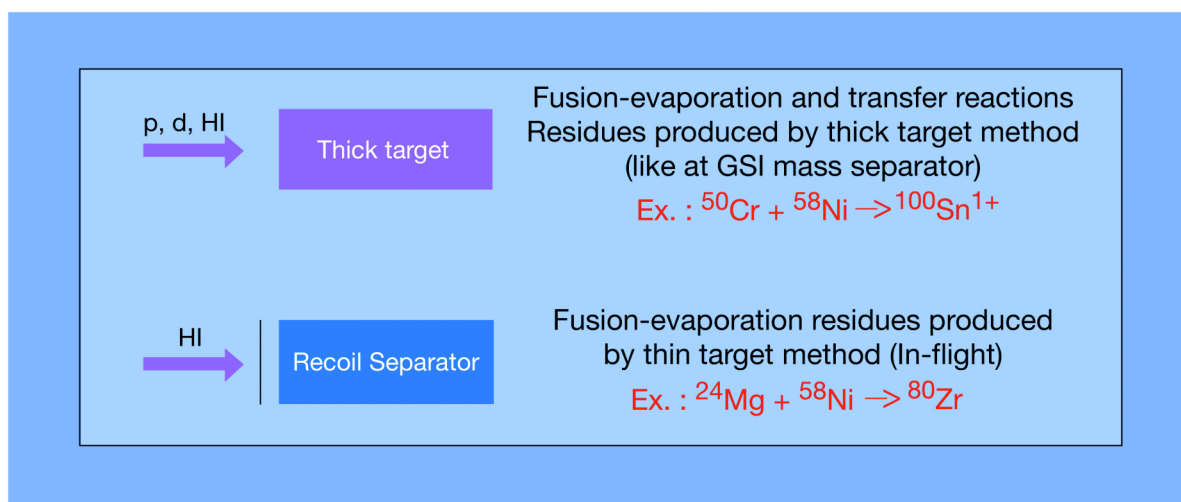 p, d, HI
Thick target
Fusion-evaporation and transfer reactions
Residues produced by thick target method
(like at GSI mass separator)
Ex. : ⁵⁰Cr + ⁵⁸Ni —> ¹⁰⁰Sn¹⁺
HI
Recoil Separator
Fusion-evaporation residues produced
by thin target method (In-flight)
Ex. : ²⁴Mg + ⁵⁸Ni —> ⁸⁰Zr